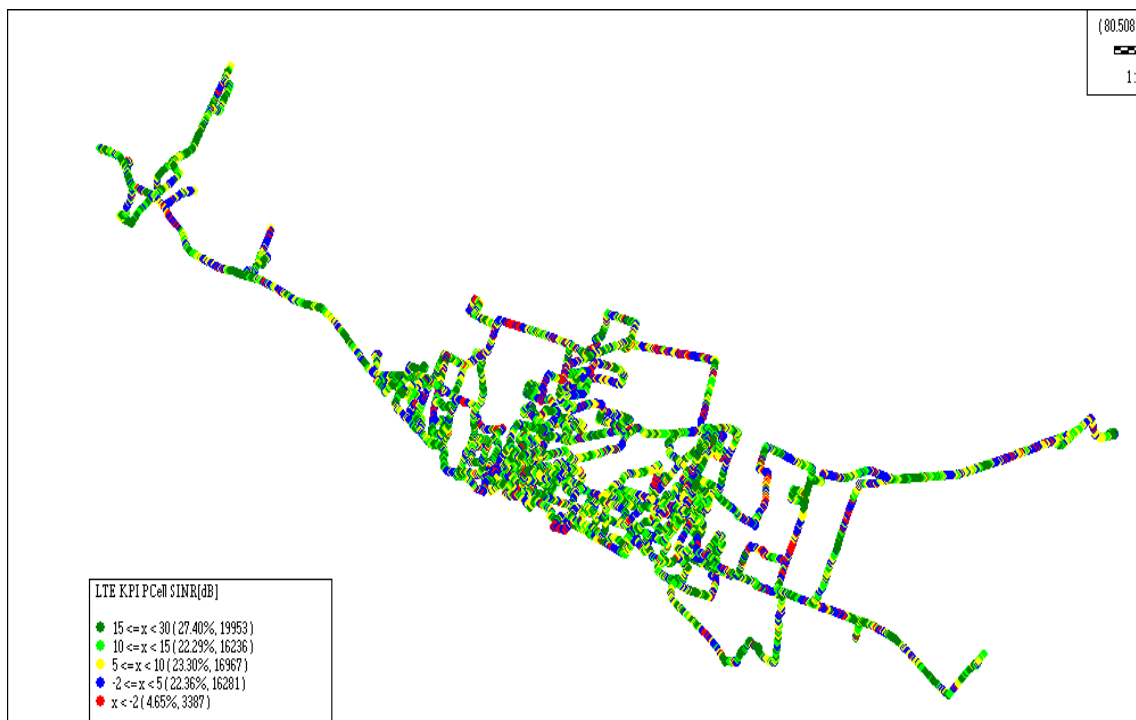 (80.508
1:
LTE KPI PCell SINR[dB]
15 <=x < 30 ( 27.40%, 19953 )
10 <=x < 15 ( 22.29%, 16236 )
5 <=x < 10 ( 23.30%, 16967 )
-2 <=x < 5 ( 22.36%, 16281 )
x < -2 ( 4.65%, 3387 )